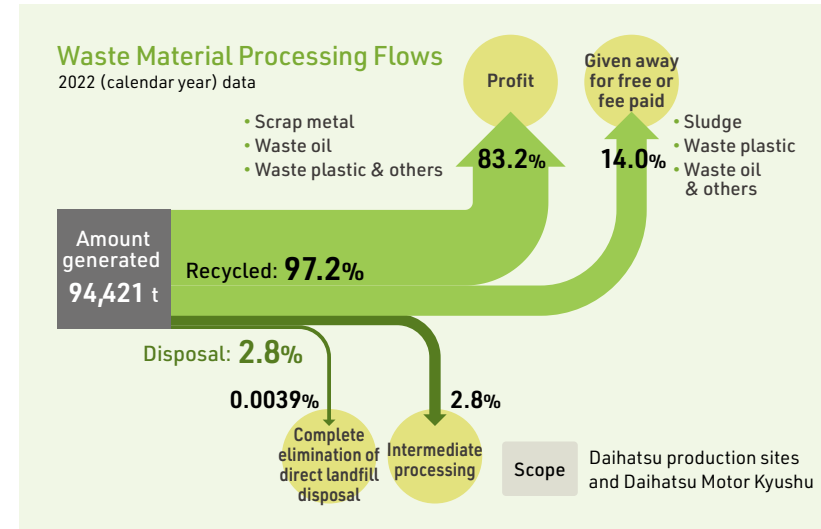 Waste Material Processing Flows
2022 (calendar year) data
Profit
Given away
for free or
fee paid
• Scrap metal
• Waste oil
• Waste plastic & others
83.2%
14.0%
• Sludge
• Waste plastic
• Waste oil
& others
Amount
generated
94,421 t
Recycled: 97.2%
Disposal: 2.8%
0.0039%
2.8%
Complete
elimination of
direct landfill
disposal
Intermediate
processing
Scope
Daihatsu production sites
and Daihatsu Motor Kyushu